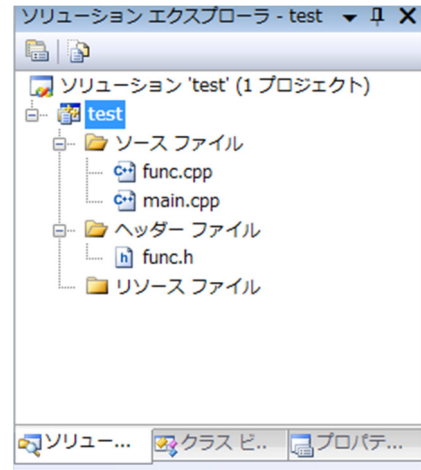 ソリューション エクスプローラ - test
ソリューション 'test' (1 プロジェクト)
test
ソース ファイル
func.cpp
main.cpp
ヘッダー ファイル
func.h
リソース ファイル
ソリュー... クラス ビ... プロパテ...